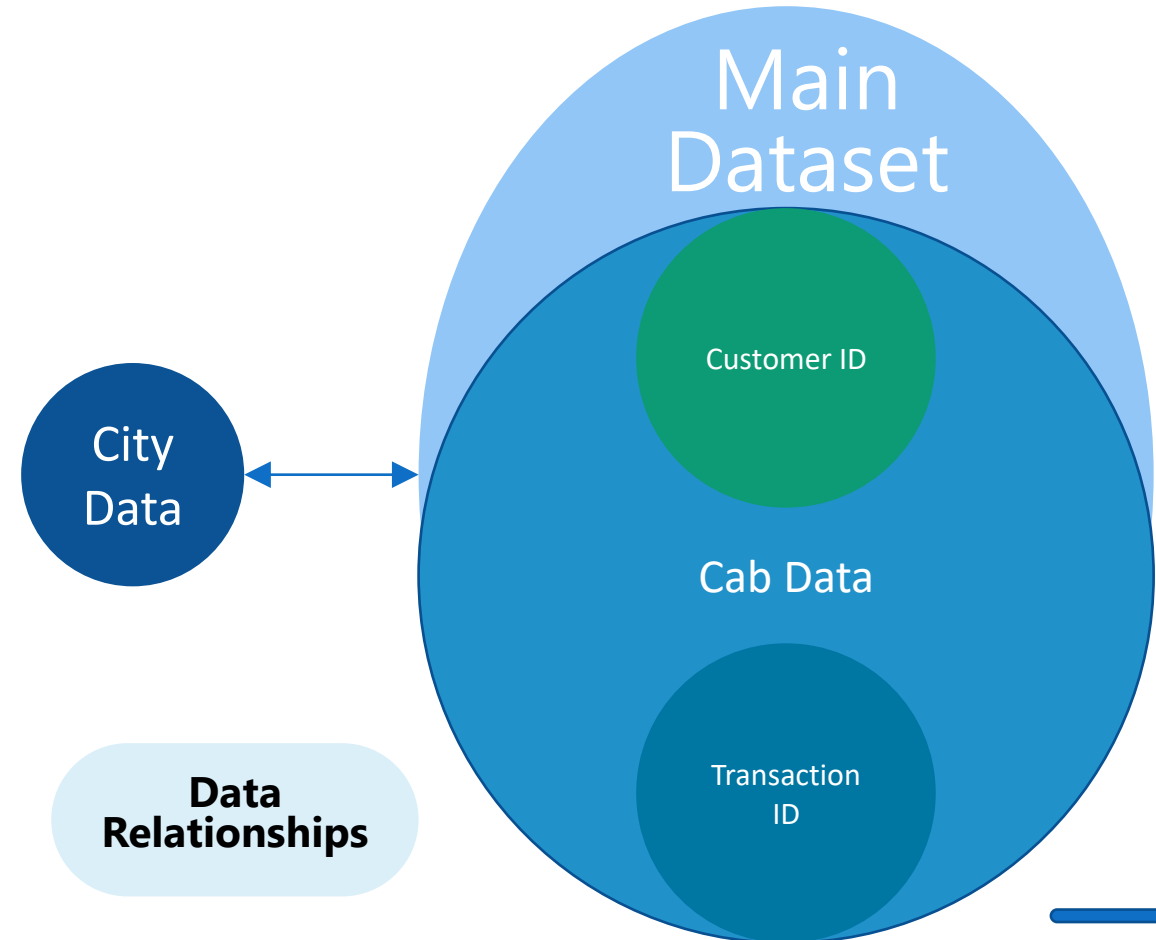 Main
Dataset
Customer ID
City
Data
Cab Data
Transaction
ID
Data
Relationships